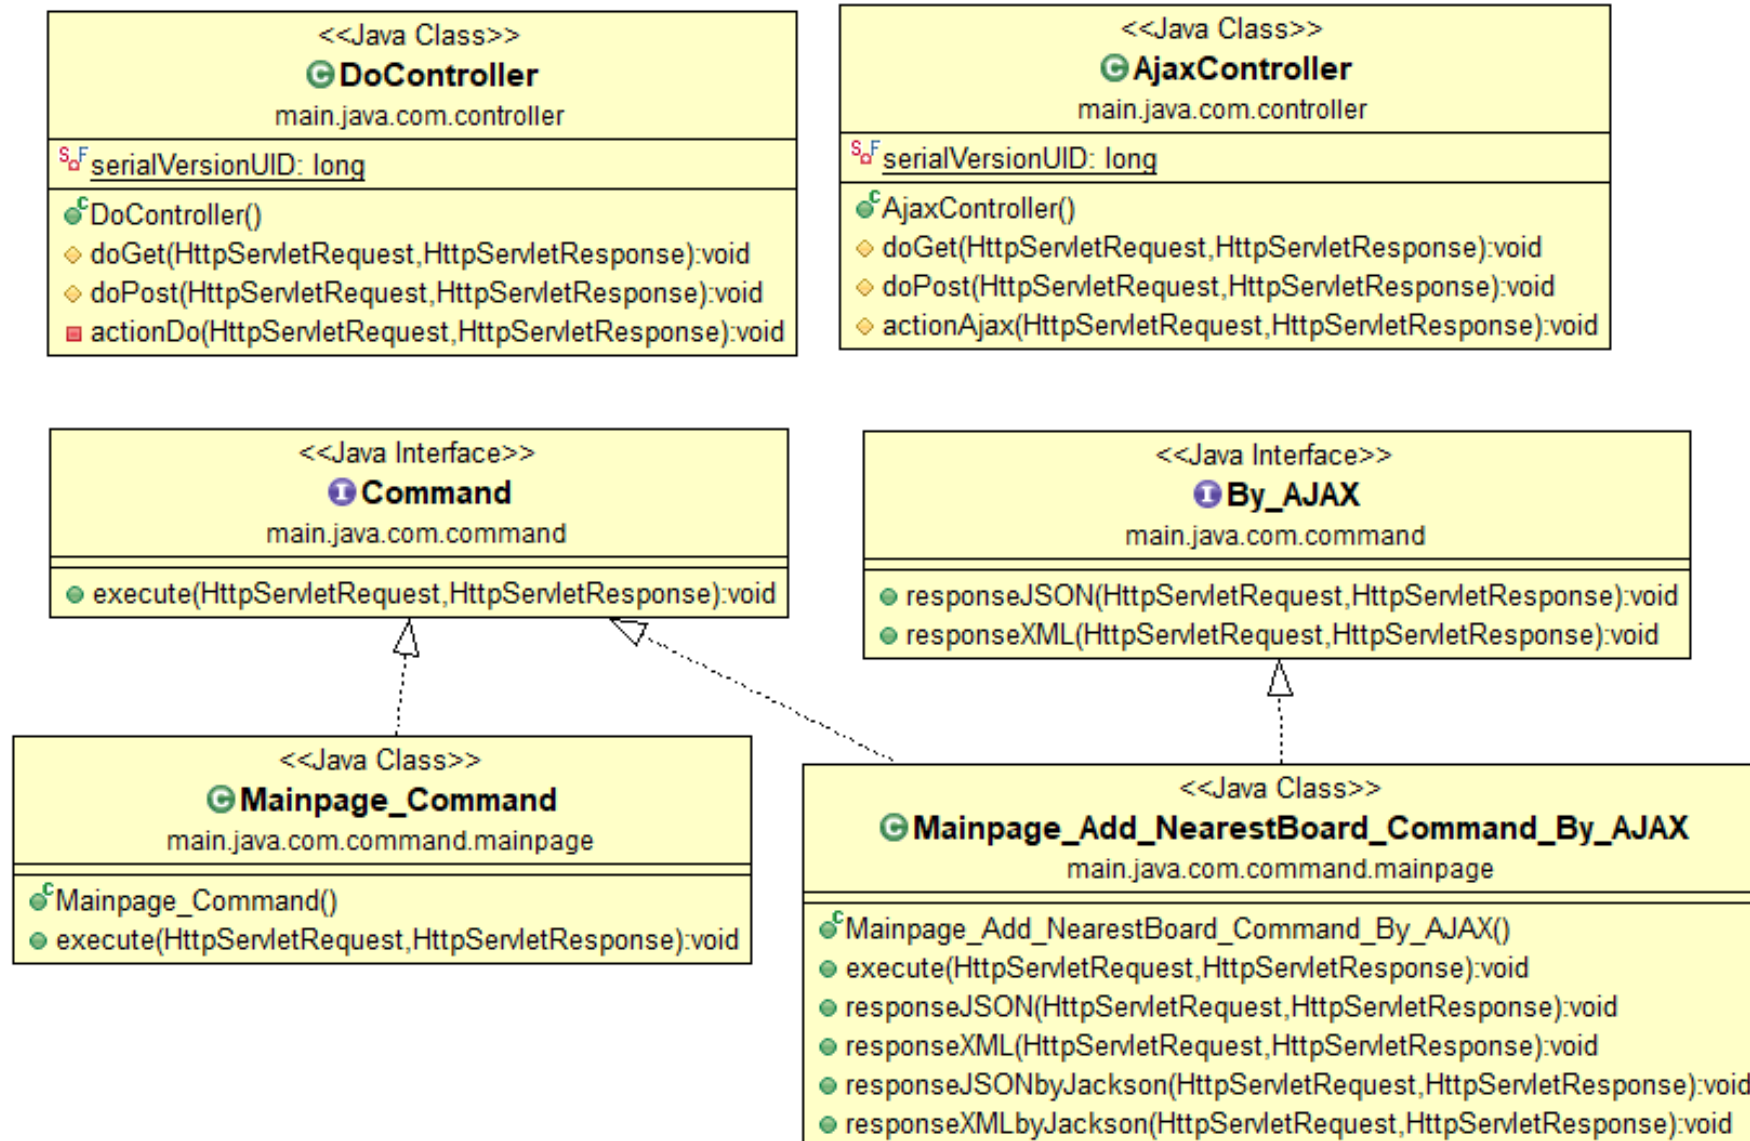 <<Java Class>>
DoController
main.java.com.controller
serialVersionUID: long
DoController()
doGet(HttpServletRequest,HttpServletResponse):void
doPost(HttpServletRequest,HttpServletResponse):void
actionDo(HttpServletRequest,HttpServletResponse):void
<<Java Class>>
AjaxController
main.java.com.controller
serialVersionUID: long
AjaxController()
doGet(HttpServletRequest,HttpServletResponse):void
doPost(HttpServletRequest,HttpServletResponse):void
actionAjax(HttpServletRequest,HttpServletResponse):void
<<Java Interface>>
Command
main.java.com.command
execute(HttpServletRequest,HttpServletResponse):void
<<Java Interface>>
By_AJAX
main.java.com.command
responseJSON(HttpServletRequest,HttpServletResponse):void
responseXML(HttpServletRequest,HttpServletResponse):void
<<Java Class>>
Mainpage_Command
main.java.com.command.mainpage
Mainpage_Command()
execute(HttpServletRequest,HttpServletResponse):void
<<Java Class>>
Mainpage_Add_NearestBoard_Command_By_AJAX
main.java.com.command.mainpage
Mainpage_Add_NearestBoard_Command_By_AJAX()
execute(HttpServletRequest,HttpServletResponse):void
responseJSON(HttpServletRequest,HttpServletResponse):void
responseXML(HttpServletRequest,HttpServletResponse):void
responseJSONbyJackson(HttpServletRequest,HttpServletResponse):void
responseXMLbyJackson(HttpServletRequest,HttpServletResponse):void